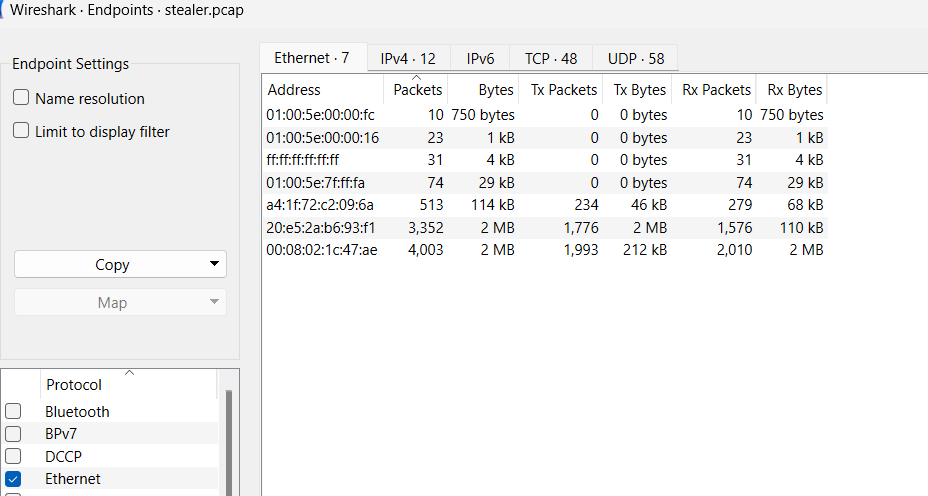 Wireshark · Endpoints · stealer.pcap
Endpoint Settings
Name resolution
Limit to display filter
Copy
Map
Protocol
Bluetooth
BPv7
DCCP
Ethernet
Ethernet · 7 IPv4 · 12 IPv6 TCP · 48 UDP · 58
Address Packets Bytes Tx Packets Tx Bytes Rx Packets Rx Bytes
01:00:5e:00:00:fc 10 750 bytes 0 0 bytes 10 750 bytes
01:00:5e:00:00:16 23 1 kB 0 0 bytes 23 1 kB
ff:ff:ff:ff:ff:ff 31 4 kB 0 0 bytes 31 4 kB
01:00:5e:7f:ff:fa 74 29 kB 0 0 bytes 74 29 kB
a4:1f:72:c2:09:6a 513 114 kB 234 46 kB 279 68 kB
20:e5:2a:b6:93:f1 3,352 2 MB 1,776 2 MB 1,576 110 kB
00:08:02:1c:47:ae 4,003 2 MB 1,993 212 kB 2,010 2 MB